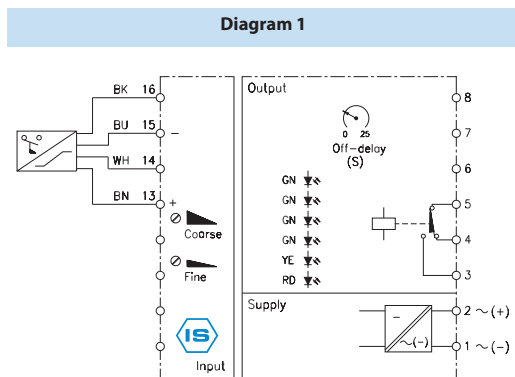 Diagram 1
BK 16
BU 15 −
WH 14
BN 13 +
Coarse
Fine
IS
Input
Output
0 25
Off-delay
(S)
GN
GN
GN
GN
YE
RD
8
7
6
5
4
3
Supply
−
~(−)
2 ~(+)
1 ~(−)